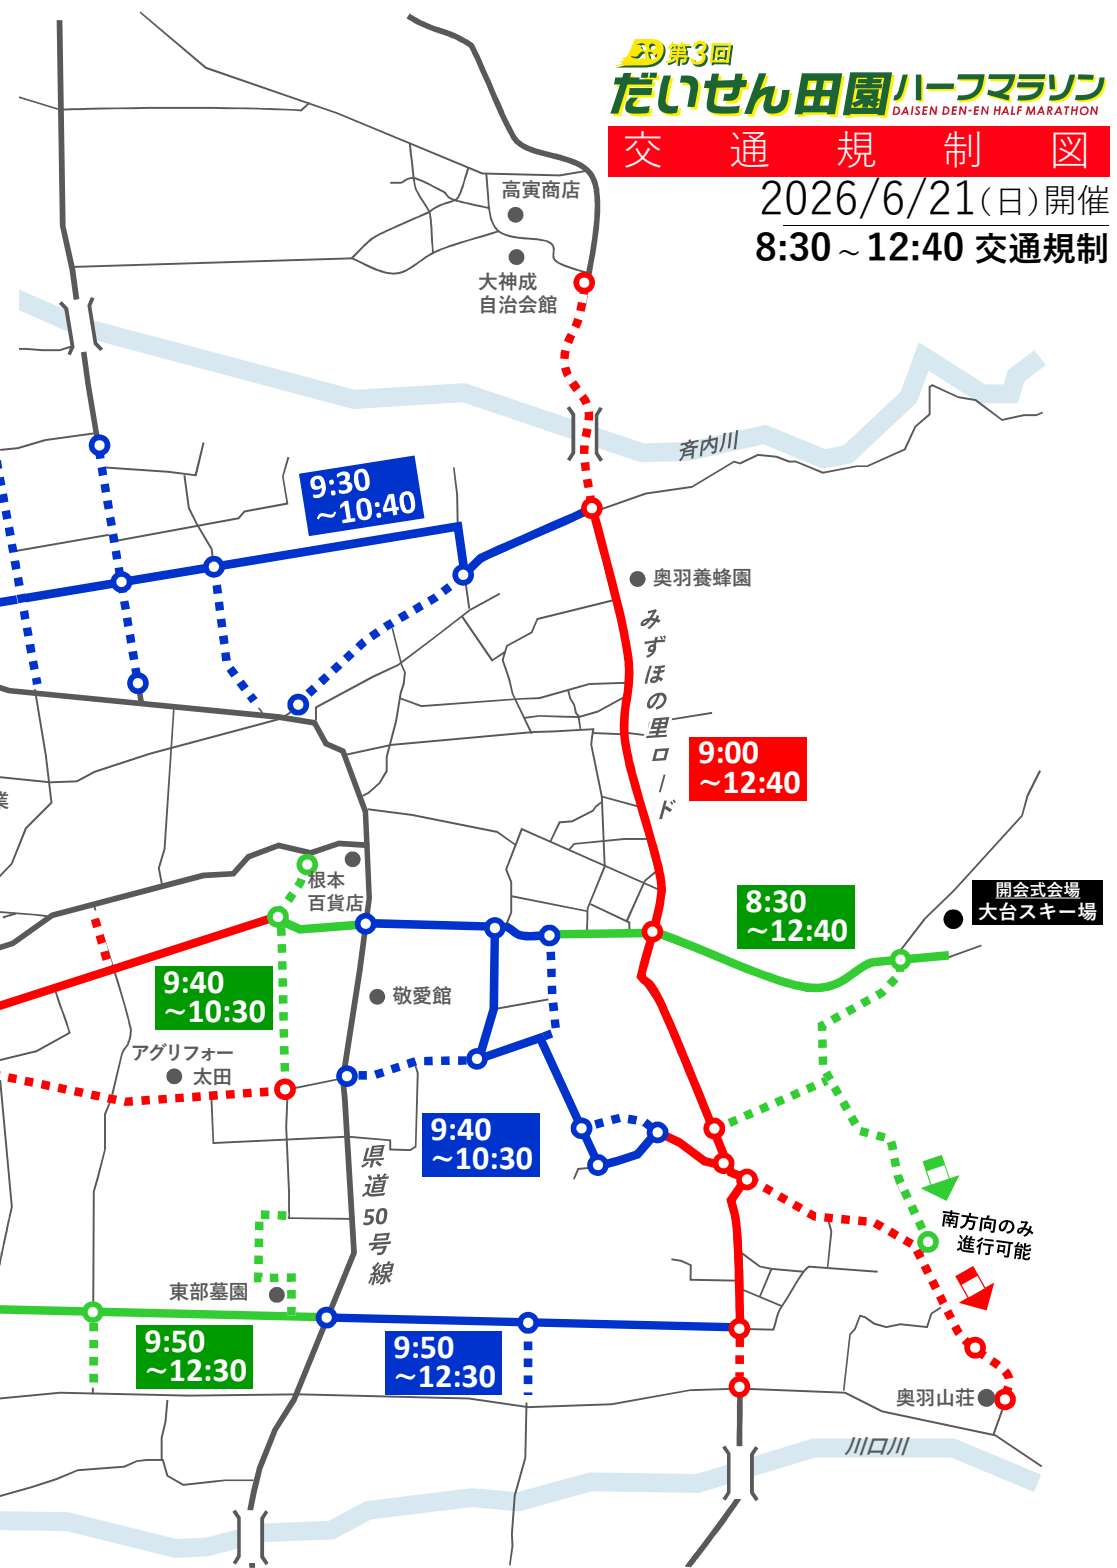 第3回
だいせん田園ハーフマラソン
DAISEN DEN-EN HALF MARATHON
交通規制図
2026/6/21(日)開催
8:30～12:40 交通規制
高寅商店
大神成
自治会館
斉内川
9:30
～10:40
奥羽養蜂園
みずほの里ロード
9:00
～12:40
業
根本
百貨店
8:30
～12:40
開会式会場
大台スキー場
9:40
～10:30
敬愛館
アグリフォー
太田
9:40
～10:30
県道50号線
南方向のみ
進行可能
東部墓園
9:50
～12:30
9:50
～12:30
奥羽山荘
川口川